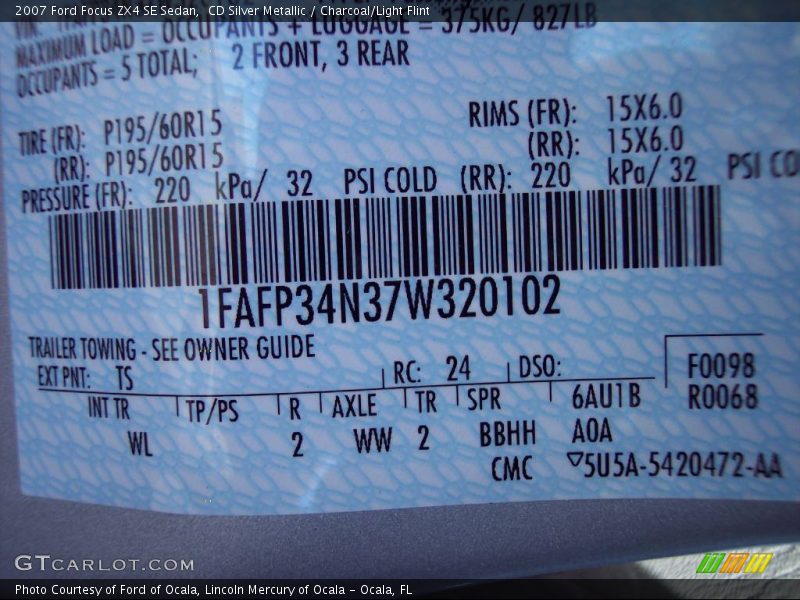 2007 Ford Focus ZX4 SE Sedan,  CD Silver Metallic / Charcoal/Light Flint
MAXIMUM LOAD = OCCUPANTS + LUGGAGE = 375KG/ 827LB
OCCUPANTS = 5 TOTAL; 2 FRONT, 3 REAR
TIRE (FR): P195/60R15 RIMS (FR): 15X6.0
(RR): P195/60R15 (RR): 15X6.0
PRESSURE (FR): 220 kPa/ 32 PSI COLD (RR): 220 kPa/ 32 PSI CO
1FAFP34N37W320102
TRAILER TOWING - SEE OWNER GUIDE
EXT PNT: TS RC: 24 DSO: F0098
INT TR TP/PS R AXLE TR SPR 6AU1B R0068
WL 2 WW 2 BBHH A0A
CMC ▽5U5A-5420472-AA
GTCARLOT.COM
Photo Courtesy of Ford of Ocala, Lincoln Mercury of Ocala – Ocala, FL